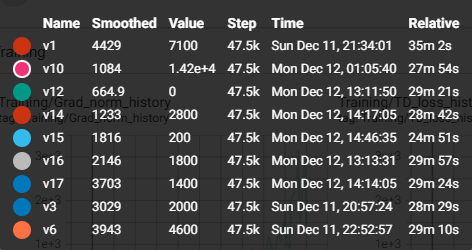 Name Smoothed Value Step Time Relative
v1 4429 7100 47.5k Sun Dec 11, 21:34:01 35m 2s
v10 1084 1.42e+4 47.5k Mon Dec 12, 01:05:40 27m 54s
v12 664.9 0 47.5k Mon Dec 12, 13:11:50 29m 21s
Training/Grad_norm_history
Training/TD_loss_hist
v14 1233 2800 47.5k Mon Dec 12, 14:17:05 28m 15s
v15 1816 200 47.5k Mon Dec 12, 14:46:35 24m 51s
v16 2146 1800 47.5k Mon Dec 12, 13:13:31 29m 57s
v17 3703 1400 47.5k Mon Dec 12, 14:14:05 29m 24s
v3 3029 2000 47.5k Sun Dec 11, 20:57:24 28m 29s
v6 3943 4600 47.5k Sun Dec 11, 22:52:57 29m 10s
1e+3